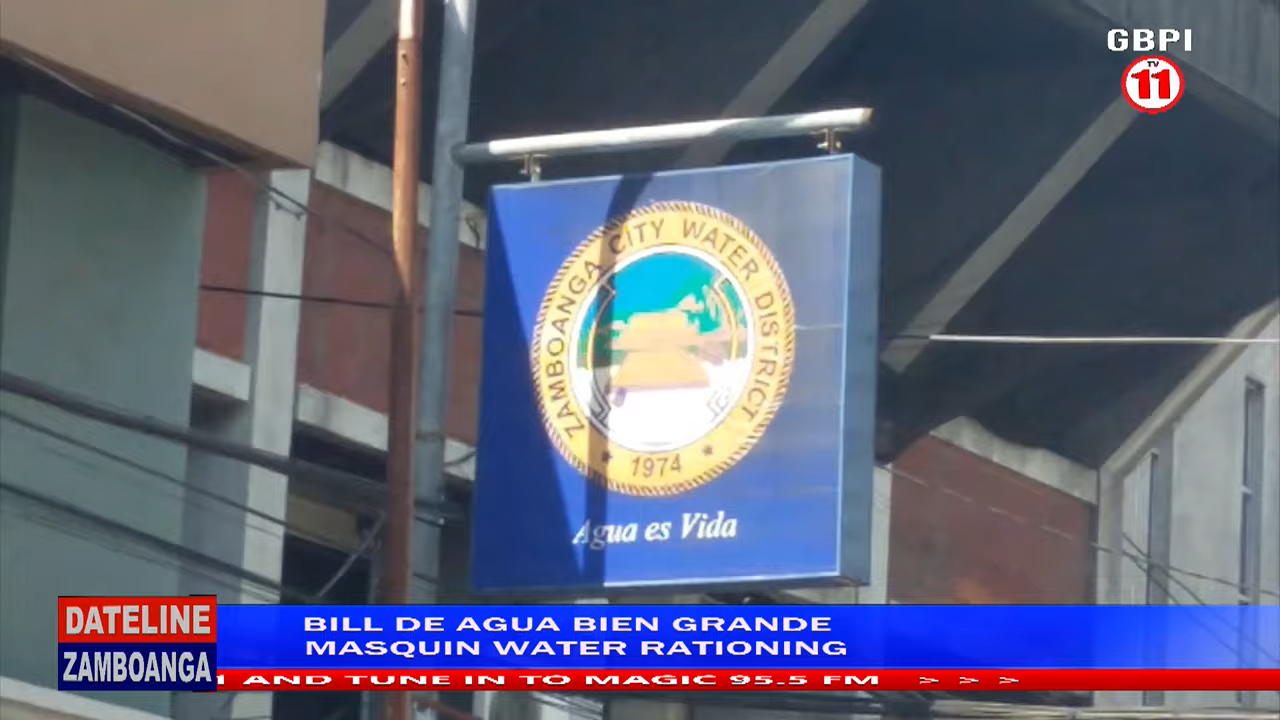 GBPI
TV
11
ZAMBOANGA CITY WATER DISTRICT
1974
Agua es Vida
DATELINE
ZAMBOANGA
BILL DE AGUA BIEN GRANDE
MASQUIN WATER RATIONING
AND TUNE IN TO MAGIC 95.5 FM > > >